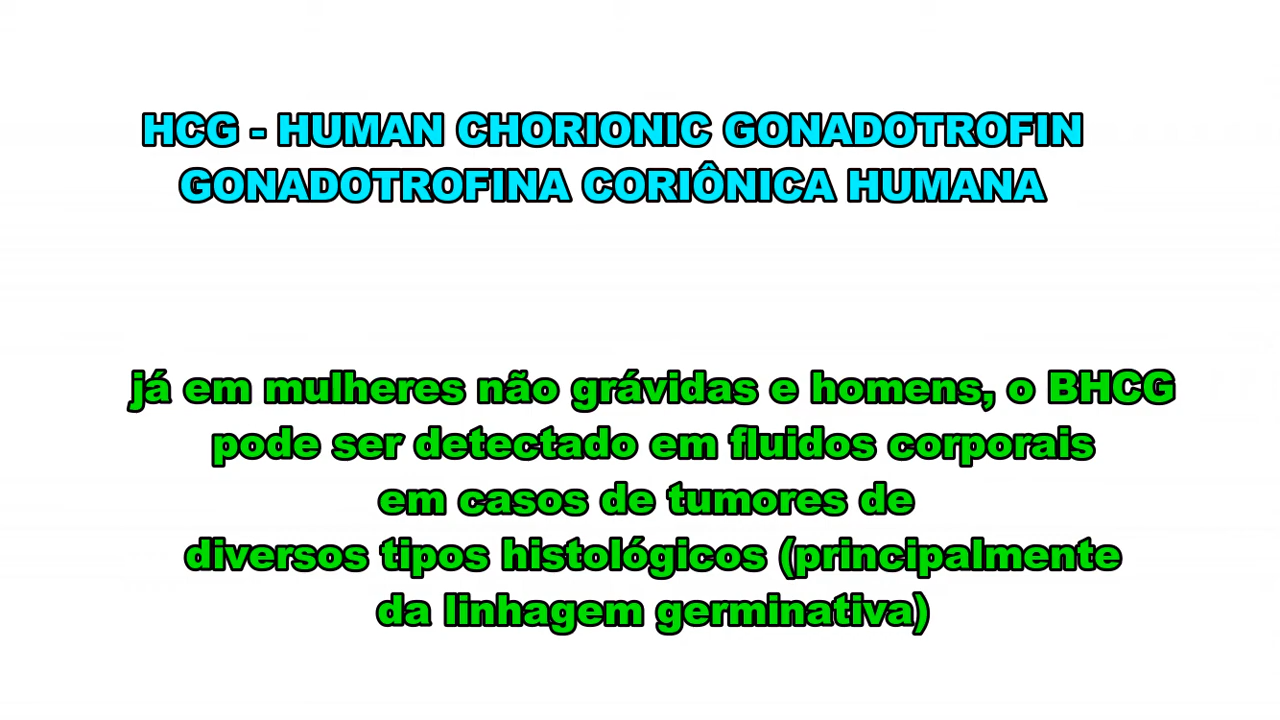 HCG - HUMAN CHORIONIC GONADOTROFIN
GONADOTROFINA CORIÔNICA HUMANA
já em mulheres não grávidas e homens, o BHCG
pode ser detectado em fluidos corporais
em casos de tumores de
diversos tipos histológicos (principalmente
da linhagem germinativa)